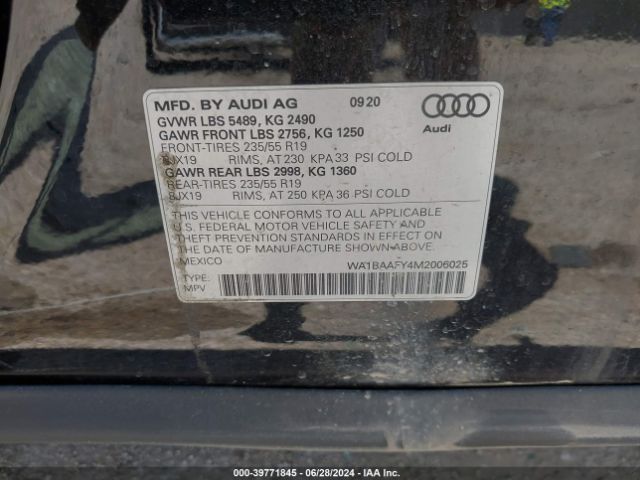 MFD. BY AUDI AG 0920
GVWR LBS 5489, KG 2490
GAWR FRONT LBS 2756, KG 1250
FRONT-TIRES 235/55 R19
8JX19 RIMS, AT 230 KPA 33 PSI COLD
GAWR REAR LBS 2998, KG 1360
REAR-TIRES 235/55 R19
8JX19 RIMS, AT 250 KPA 36 PSI COLD
Audi
THIS VEHICLE CONFORMS TO ALL APPLICABLE
U.S. FEDERAL MOTOR VEHICLE SAFETY AND
THEFT PREVENTION STANDARDS IN EFFECT ON
THE DATE OF MANUFACTURE SHOWN ABOVE.
MEXICO WA1BAAFY4M2006025
TYPE:
MPV
000-39771845 | 06/28/2024 | IAA Inc.